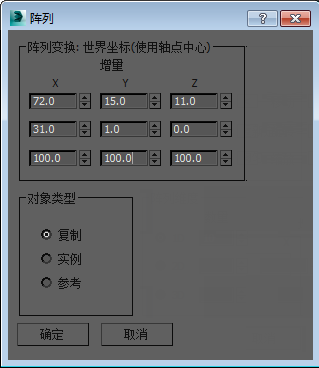 阵列
?
阵列变换: 世界坐标(使用轴点中心)
增量
X Y Z
72.0 15.0 11.0
31.0 1.0 0.0
100.0 100.0 100.0
对象类型
复制
实例
参考
确定 取消